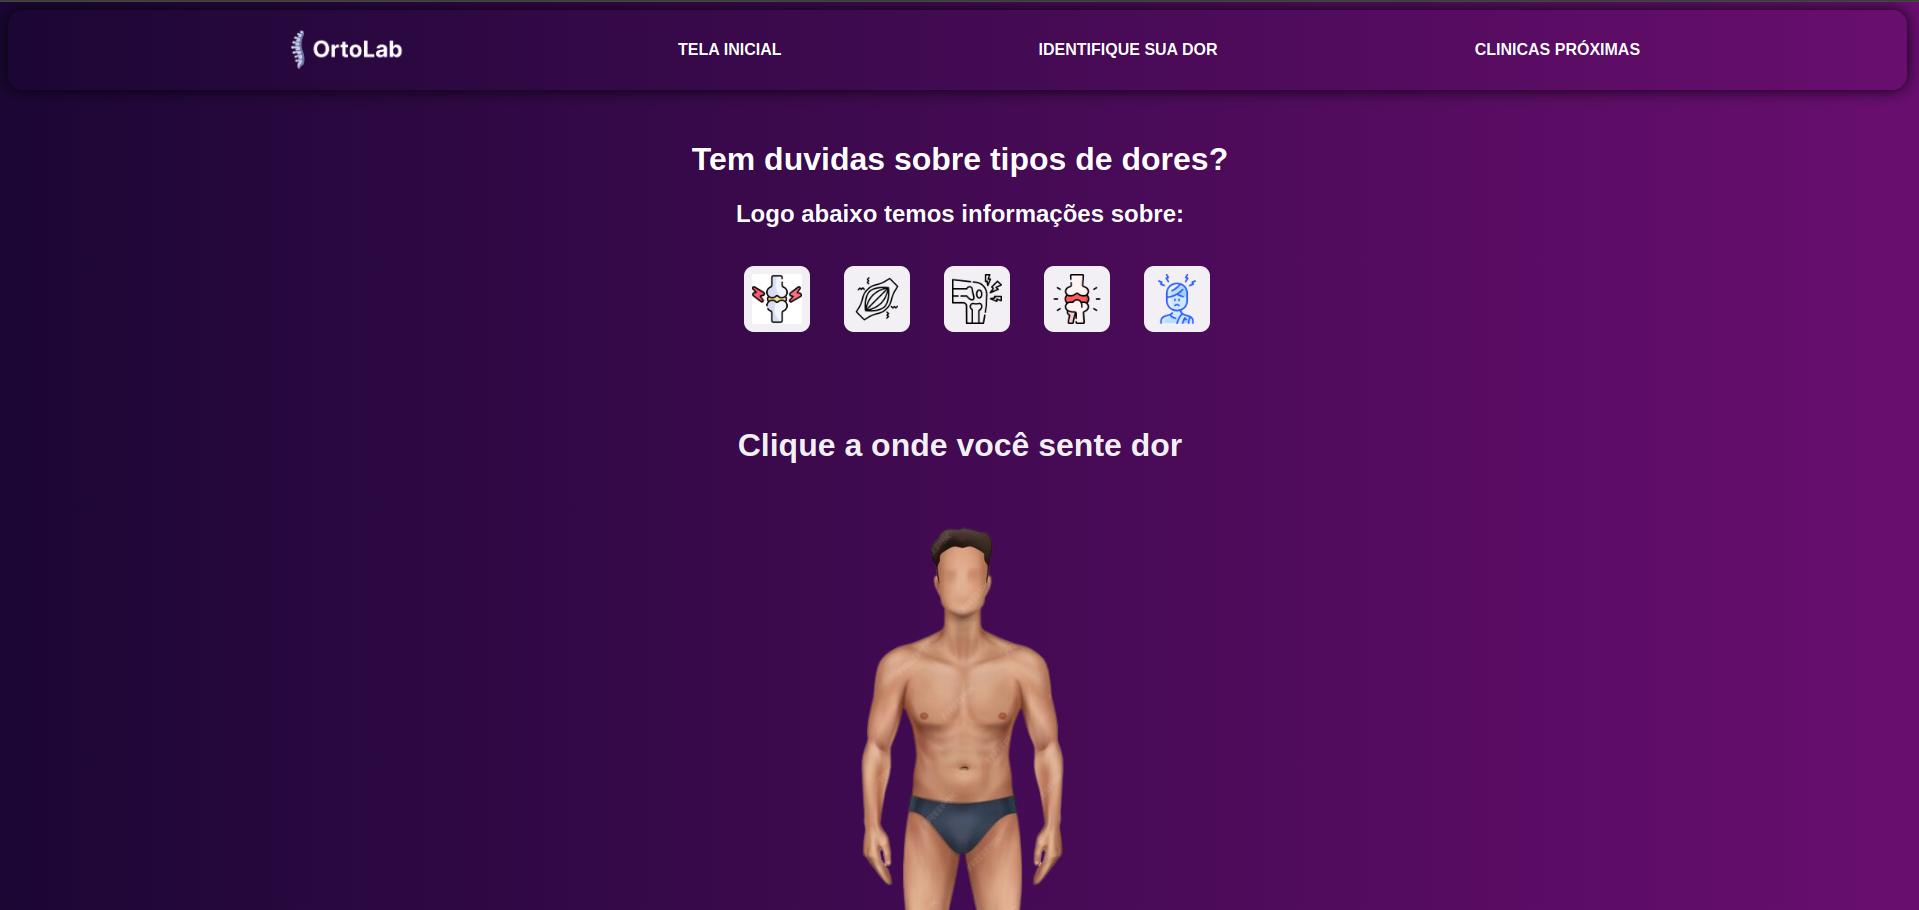 OrtoLab
TELA INICIAL
IDENTIFIQUE SUA DOR
CLINICAS PRÓXIMAS
Tem duvidas sobre tipos de dores?
Logo abaixo temos informações sobre:
Clique a onde você sente dor